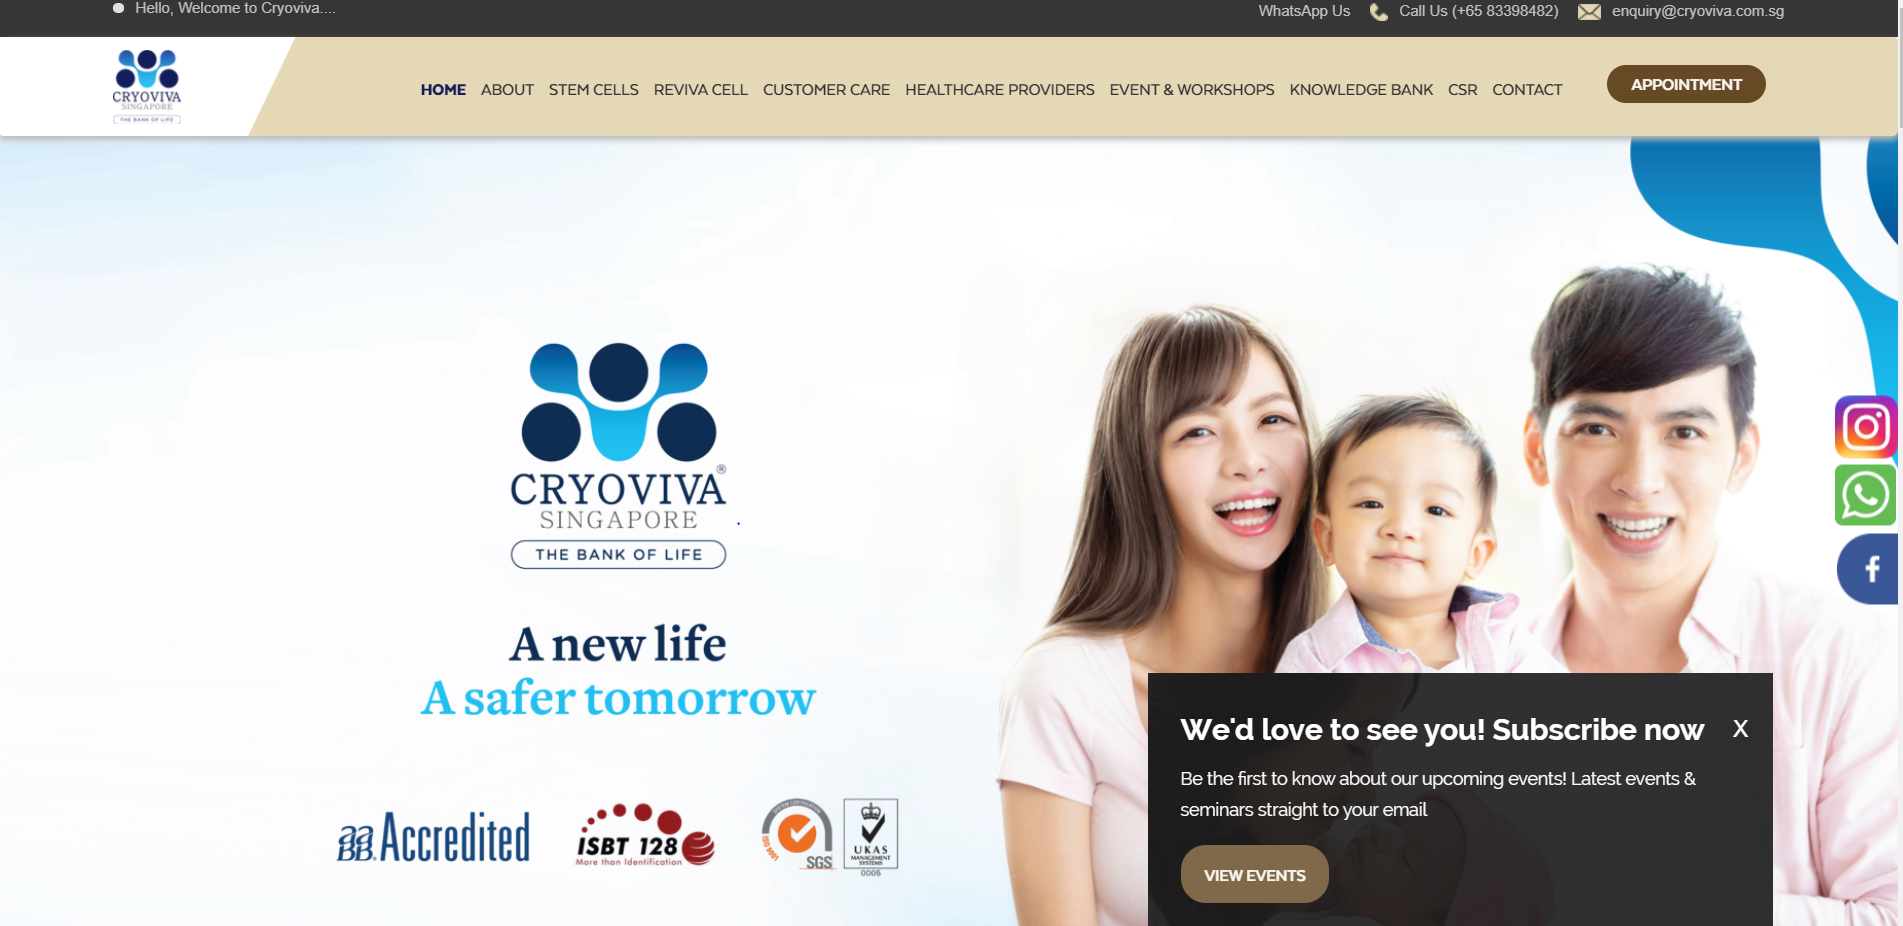 Hello, Welcome to Cryoviva....
WhatsApp Us
Call Us (+65 83398482)
enquiry@cryoviva.com.sg
CRYOVIVA
SINGAPORE
THE BANK OF LIFE
HOME ABOUT STEM CELLS REVIVA CELL CUSTOMER CARE HEALTHCARE PROVIDERS EVENT & WORKSHOPS KNOWLEDGE BANK CSR CONTACT
APPOINTMENT
CRYOVIVA®
SINGAPORE
THE BANK OF LIFE
A new life
A safer tomorrow
AABB. Accredited
ISBT 128
More than Identification
SYSTEM CERTIFICATION
ISO 9001
SGS
UKAS
MANAGEMENT
SYSTEMS
0005
We'd love to see you! Subscribe now X
Be the first to know about our upcoming events! Latest events &
seminars straight to your email
VIEW EVENTS